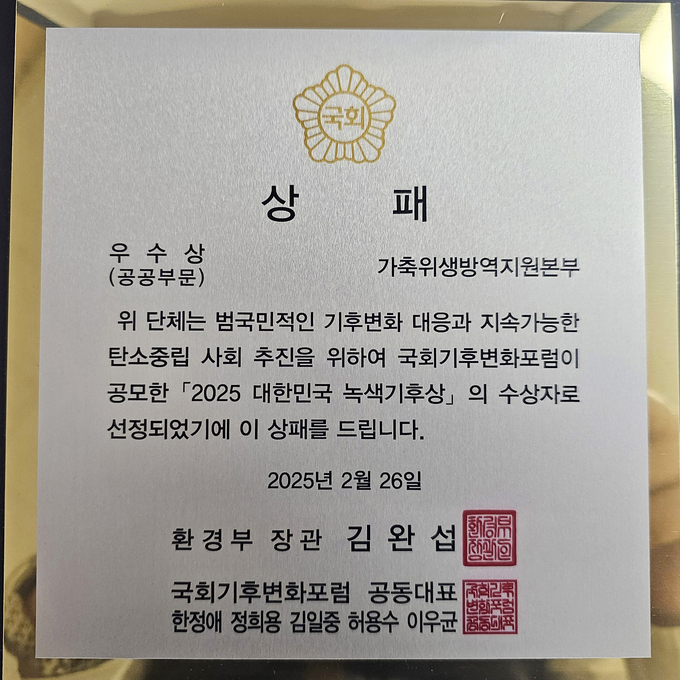 국회
상 패
우 수 상
(공공부문)
가축위생방역지원본부
위 단체는 범국민적인 기후변화 대응과 지속가능한
탄소중립 사회 추진을 위하여 국회기후변화포럼이
공모한 「2025 대한민국 녹색기후상」의 수상자로
선정되었기에 이 상패를 드립니다.
2025년 2월 26일
환경부 장관 김 완 섭
환경부장관인
국회기후변화포럼 공동대표
한정애 정희용 김일중 허용수 이우균